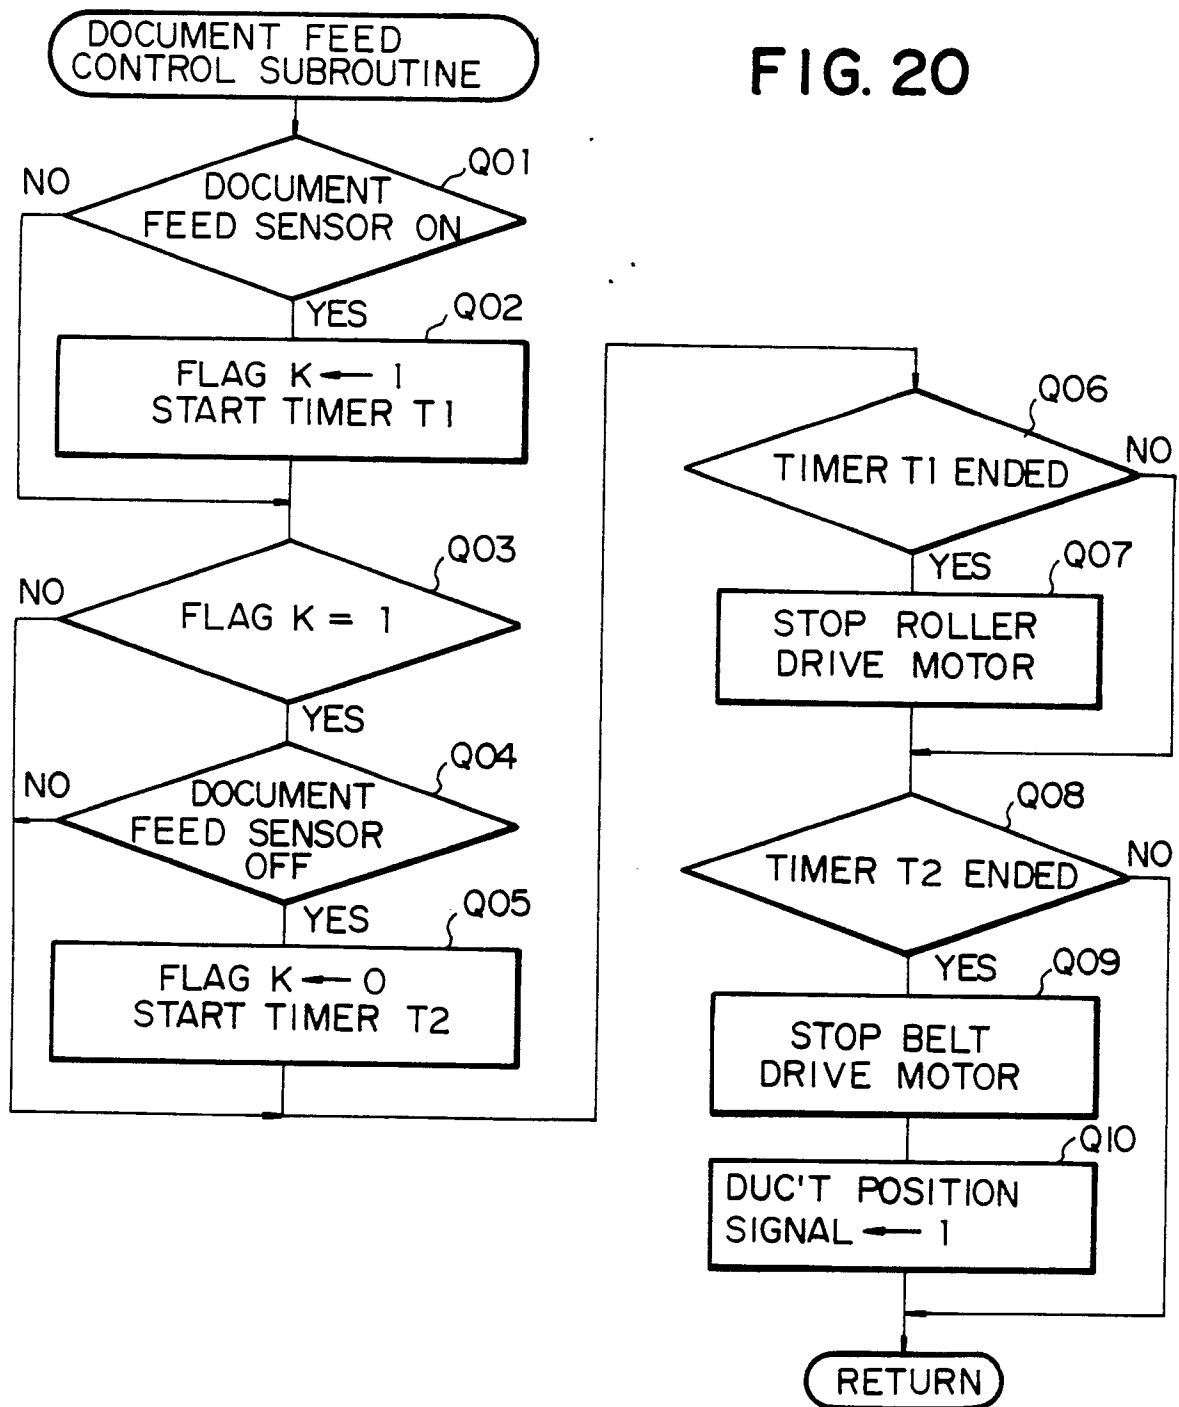 DOCUMENT FEED
CONTROL SUBROUTINE
FIG. 20
Q01
NO
DOCUMENT
FEED SENSOR ON
YES
Q02
FLAG K ← 1
START TIMER T1
Q03
NO
FLAG K = 1
YES
Q04
NO
DOCUMENT
FEED SENSOR
OFF
YES
Q05
FLAG K ← 0
START TIMER T2
Q06
TIMER T1 ENDED
NO
YES
Q07
STOP ROLLER
DRIVE MOTOR
Q08
TIMER T2 ENDED
NO
YES
Q09
STOP BELT
DRIVE MOTOR
Q10
DUC'T POSITION
SIGNAL ← 1
RETURN